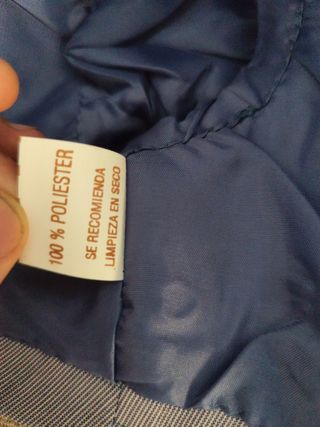 100 % POLIESTER
SE RECOMIENDA
LIMPIEZA EN SECO